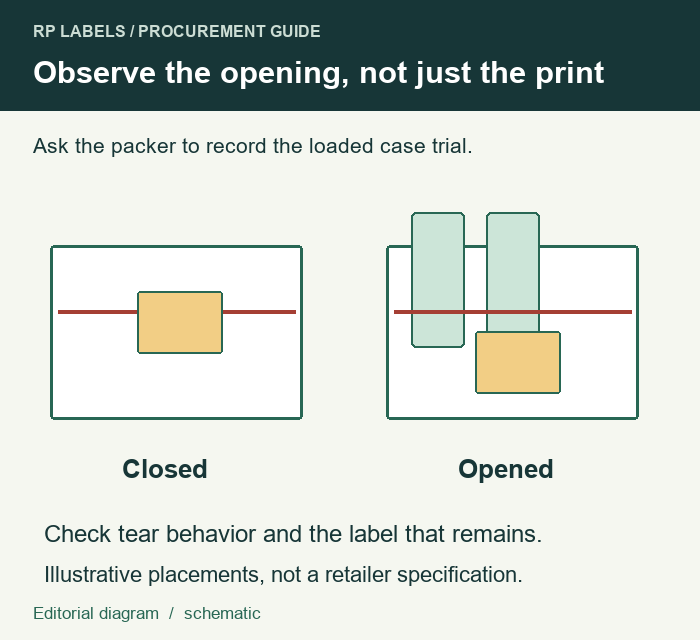 RP LABELS / PROCUREMENT GUIDE
Observe the opening, not just the print
Ask the packer to record the loaded case trial.
Closed
Opened
Check tear behavior and the label that remains.
Illustrative placements, not a retailer specification.
Editorial diagram / schematic